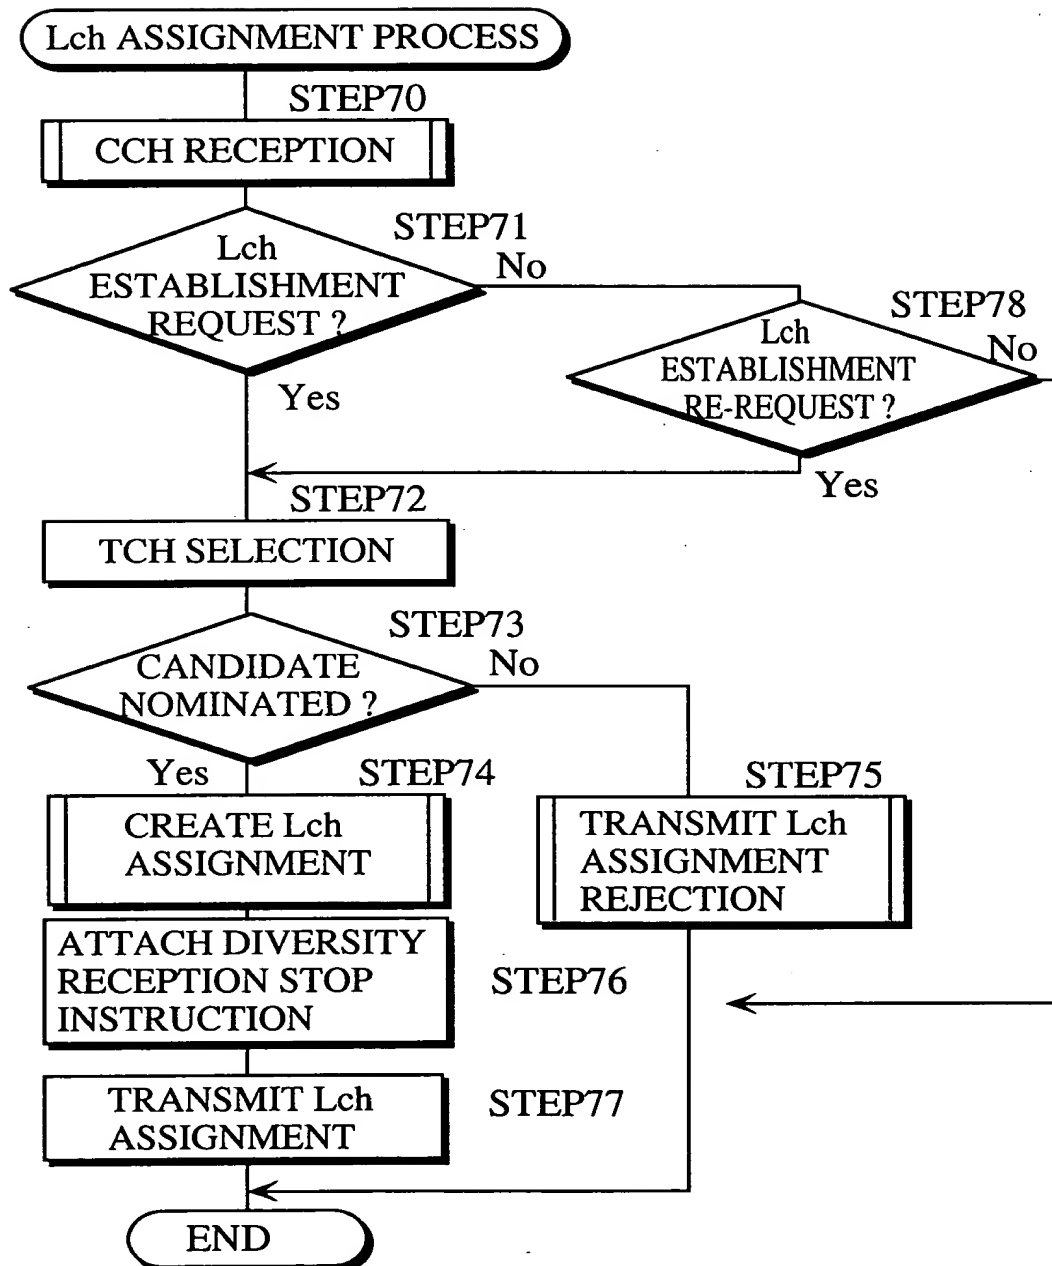 Lch ASSIGNMENT PROCESS
STEP70
CCH RECEPTION
STEP71
Lch
ESTABLISHMENT
REQUEST ?
No
Yes
STEP78
Lch
ESTABLISHMENT
RE-REQUEST ?
No
Yes
STEP72
TCH SELECTION
STEP73
CANDIDATE
NOMINATED ?
No
Yes
STEP74
CREATE Lch
ASSIGNMENT
STEP75
TRANSMIT Lch
ASSIGNMENT
REJECTION
ATTACH DIVERSITY
RECEPTION STOP
INSTRUCTION
STEP76
TRANSMIT Lch
ASSIGNMENT
STEP77
END